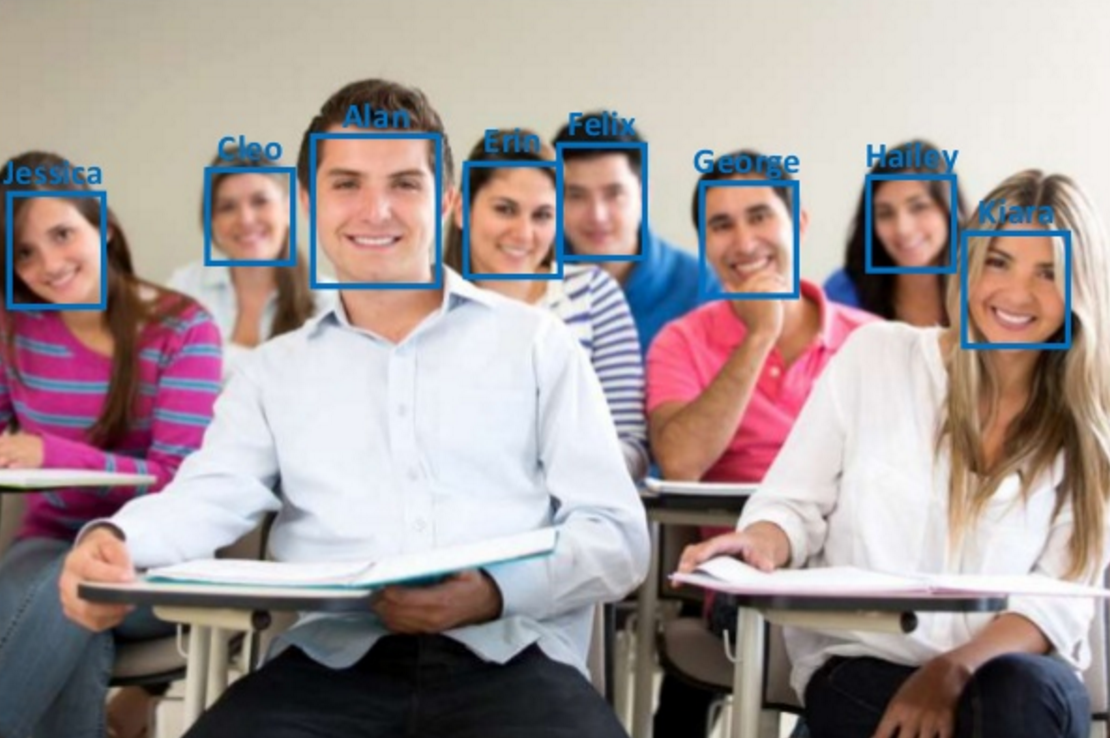 Jessica
Cleo
Alan
Erin
Felix
George
Hailey
Kiara